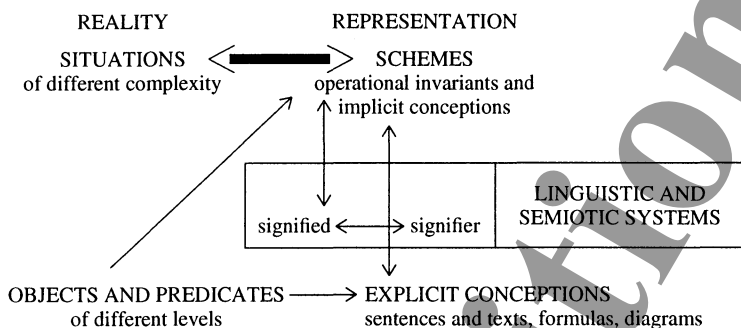 REALITY REPRESENTATION
SITUATIONS SCHEMES
of different complexity operational invariants and
implicit conceptions
LINGUISTIC AND
SEMIOTIC SYSTEMS
signified signifier
OBJECTS AND PREDICATES EXPLICIT CONCEPTIONS
of different levels sentences and texts, formulas, diagrams